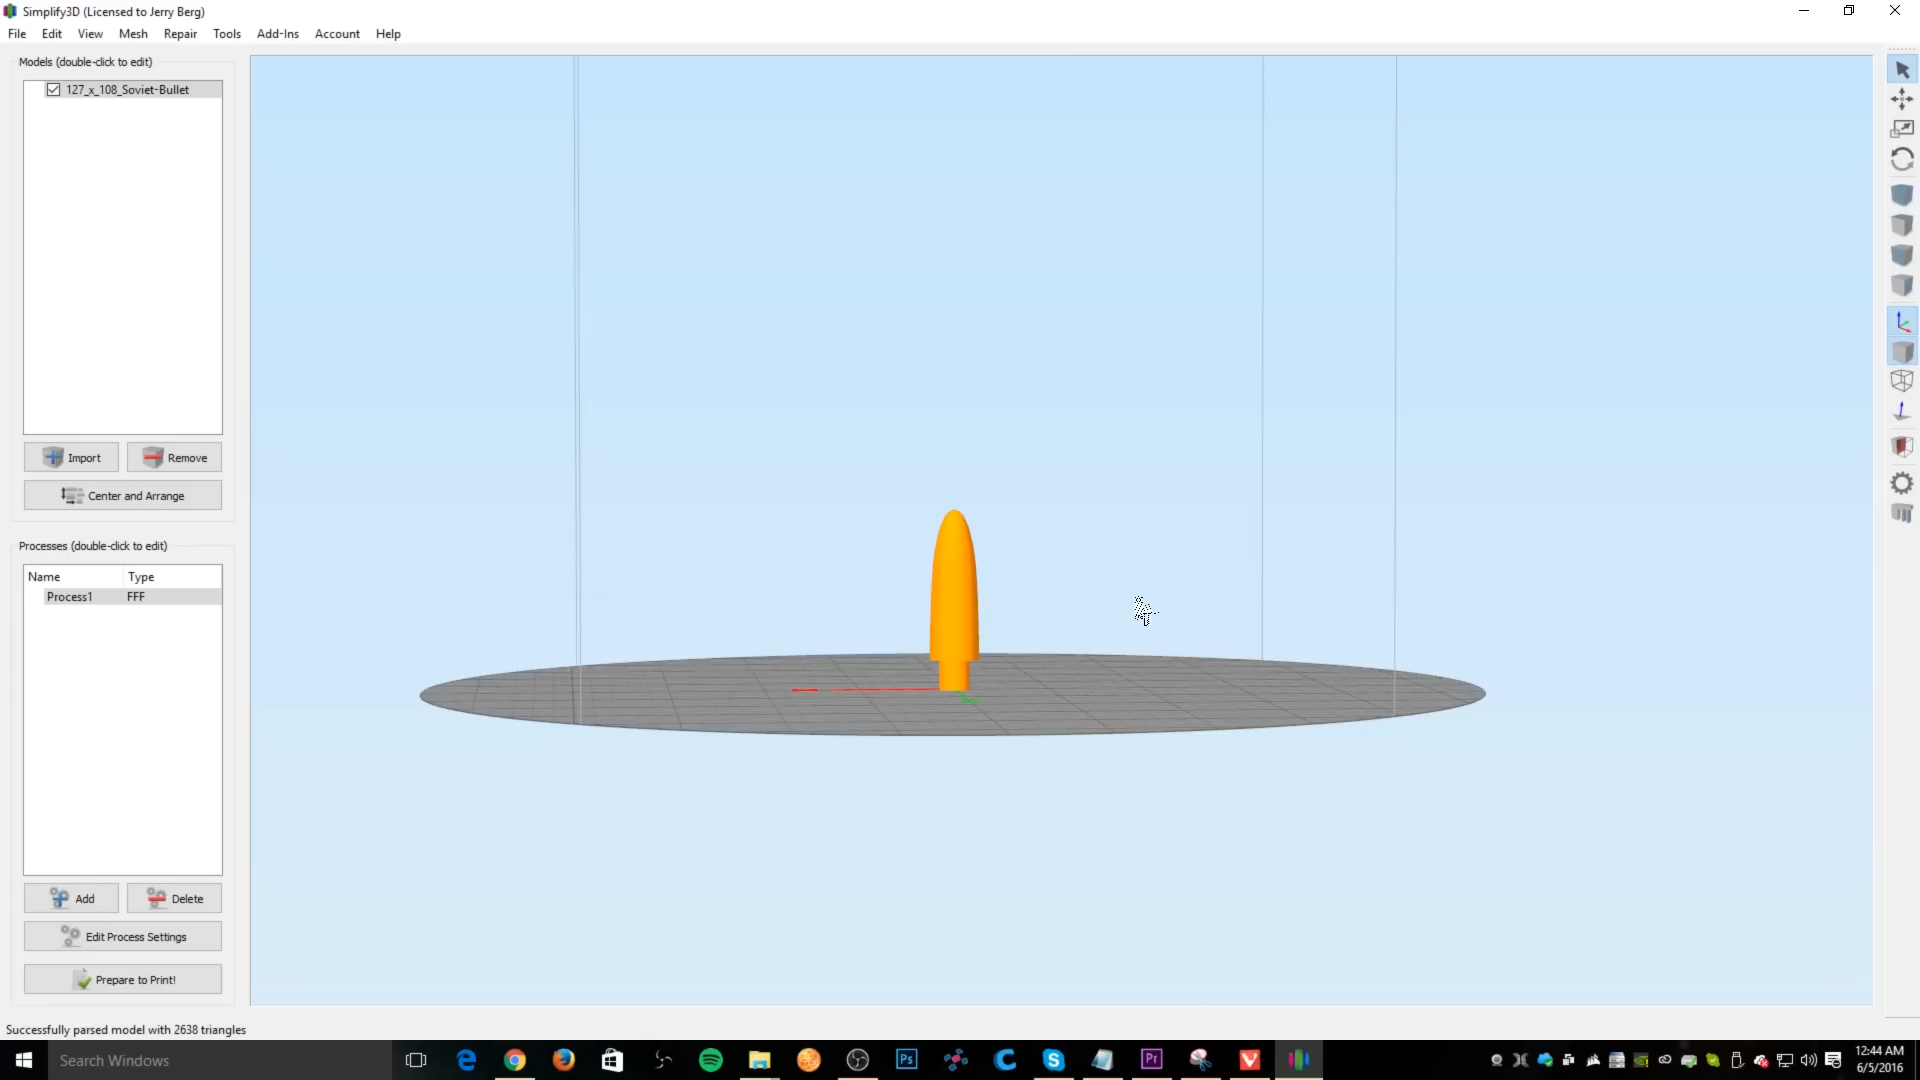 Simplify3D (Licensed to Jerry Berg)
File Edit View Mesh Repair Tools Add-Ins Account Help
Models (double-click to edit)
127_x_108_Soviet-Bullet
Import Remove
Center and Arrange
Processes (double-click to edit)
Name Type
Process1 FFF
Add Delete
Edit Process Settings
Prepare to Print!
Successfully parsed model with 2638 triangles
Search Windows
Ps
Pr
12:44 AM
6/5/2016